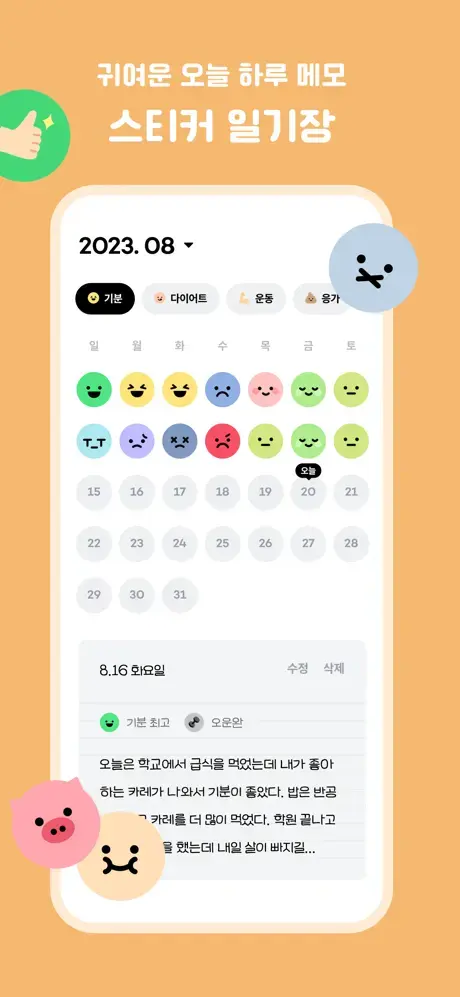 귀여운 오늘 하루 메모
스티커 일기장
2023. 08
기분 다이어트 운동 응가
일 월 화 수 목 금 토
오늘
15 16 17 18 19 20 21
22 23 24 25 26 27 28
29 30 31
8.16 화요일 수정 삭제
기분 최고 오운완
오늘은 학교에서 급식을 먹었는데 내가 좋아
하는 카레가 나와서 기분이 좋았다. 밥은 반공
카레를 더 많이 먹었다. 학원 끝나고
을 했는데 내일 살이 빠지길...